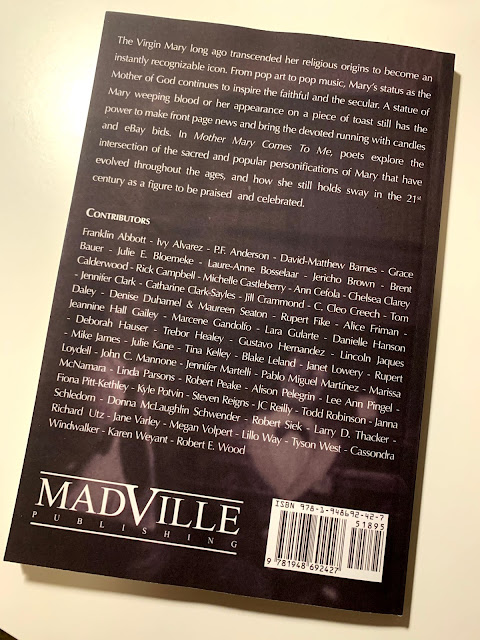 The Virgin Mary long ago transcended her religious origins to become an
instantly recognizable icon. From pop art to pop music, Mary's status as the
Mother of God continues to inspire the faithful and the secular. A statue of
Mary weeping blood or her appearance on a piece of toast still has the
power to make front page news and bring the devoted running with candles
and eBay bids. In Mother Mary Comes To Me, poets explore the
intersection of the sacred and popular personifications of Mary that have
evolved throughout the ages, and how she still holds sway in the 21st
century as a figure to be praised and celebrated.
CONTRIBUTORS
Franklin Abbott - Ivy Alvarez - P.F. Anderson - David-Matthew Barnes - Grace
Bauer - Julie E. Bloemeke - Laure-Anne Bosselaar - Jericho Brown - Brent
Calderwood - Rick Campbell - Michelle Castleberry - Ann Cefola - Chelsea Clarey
- Jennifer Clark - Catharine Clark-Sayles - Jill Crammond - C. Cleo Creech - Tom
Daley - Denise Duhamel & Maureen Seaton - Rupert Fike - Alice Friman -
Jeannine Hall Gailey - Marcene Gandolfo - Lara Gularte - Danielle Hanson
- Deborah Hauser - Trebor Healey - Gustavo Hernandez - Lincoln Jaques
- Mike James - Julie Kane - Tina Kelley - Blake Leland - Janet Lowery - Rupert
Loydell - John C. Mannone - Jennifer Martelli - Pablo Miguel Martínez - Marissa
McNamara - Linda Parsons - Robert Peake - Alison Pelegrin - Lee Ann Pingel -
Fiona Pitt-Kethley - Kyle Potvin - Steven Reigns - JC Reilly - Todd Robinson - Janna
Schledorn - Donna McLaughlin Schwender - Robert Siek - Larry D. Thacker -
Richard Utz - Jane Varley - Megan Volpert - Lillo Way - Tyson West - Cassondra
Windwalker - Karen Weyant - Robert E. Wood
MADVILLE
PUBLISHING
ISBN 978-1-948692-42-7
51895
9 781948 692427